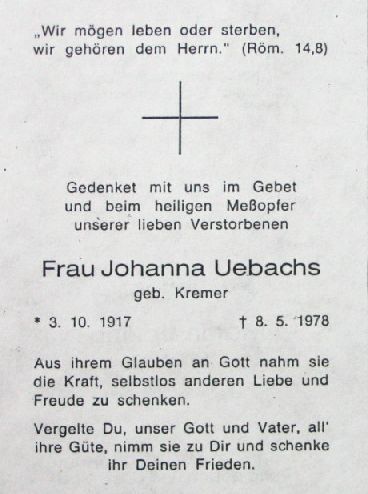 „Wir mögen leben oder sterben,
wir gehören dem Herrn." (Röm. 14,8)
Gedenket mit uns im Gebet
und beim heiligen Meßopfer
unserer lieben Verstorbenen
Frau Johanna Uebachs
geb. Kremer
* 3. 10. 1917 † 8. 5. 1978
Aus ihrem Glauben an Gott nahm sie
die Kraft, selbstlos anderen Liebe und
Freude zu schenken.
Vergelte Du, unser Gott und Vater, all'
ihre Güte, nimm sie zu Dir und schenke
ihr Deinen Frieden.